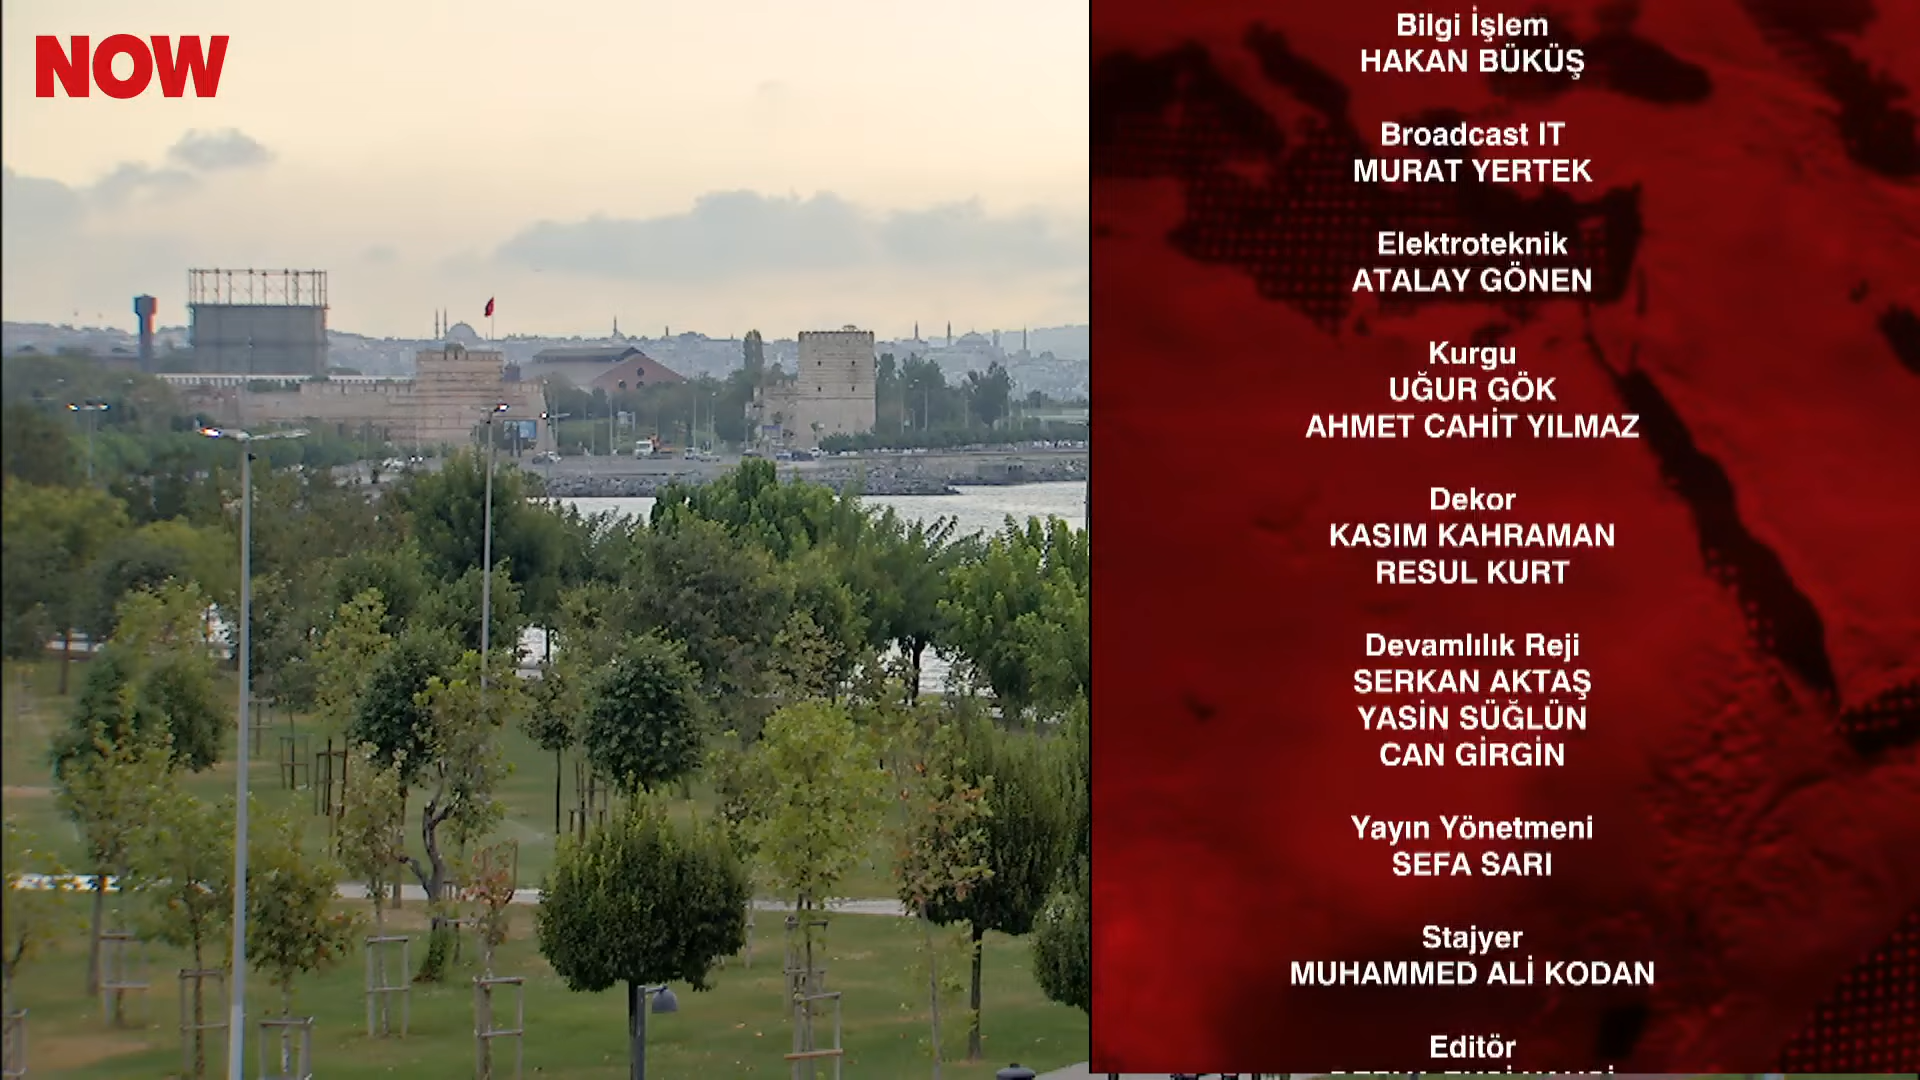 NOW
Bilgi İşlem
HAKAN BÜKÜŞ
Broadcast IT
MURAT YERTEK
Elektroteknik
ATALAY GÖNEN
Kurgu
UĞUR GÖK
AHMET CAHİT YILMAZ
Dekor
KASIM KAHRAMAN
RESUL KURT
Devamlılık Reji
SERKAN AKTAŞ
YASİN SÜĞLÜN
CAN GİRGİN
Yayın Yönetmeni
SEFA SARI
Stajyer
MUHAMMED ALİ KODAN
Editör